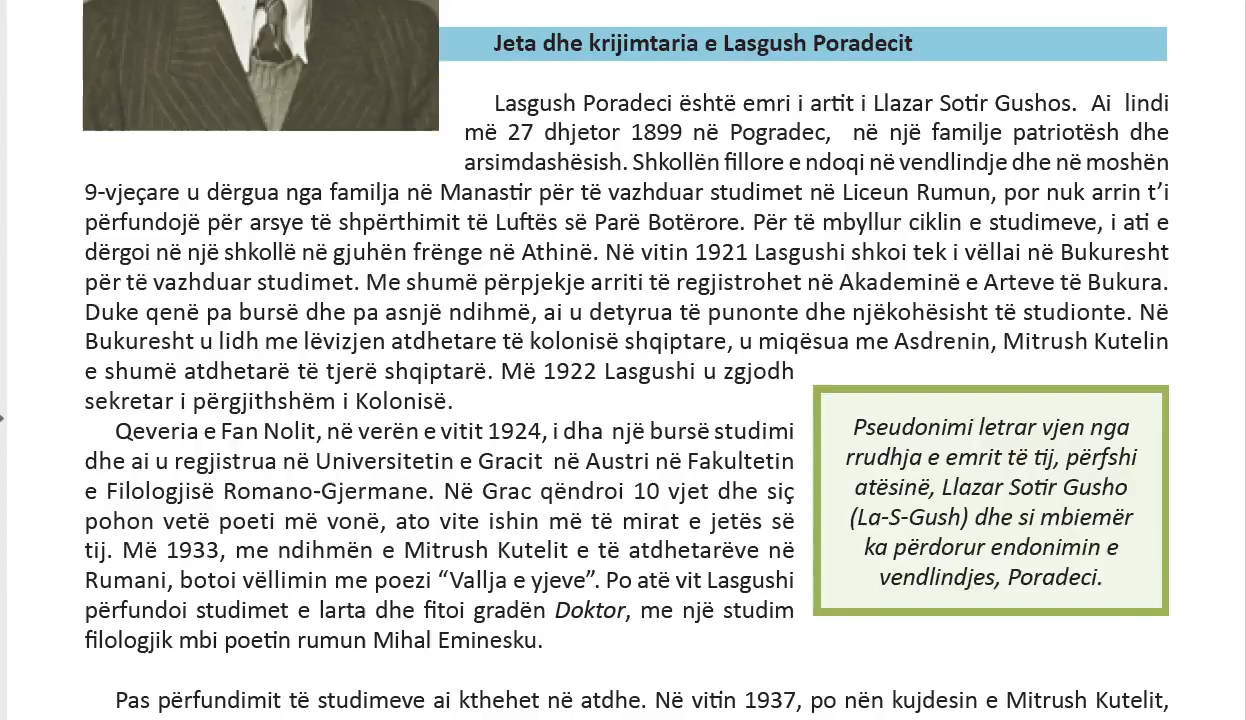 Jeta dhe krijimtaria e Lasgush Poradecit
Lasgush Poradeci është emri i artit i Llazar Sotir Gushos. Ai lindi
më 27 dhjetor 1899 në Pogradec, në një familje patriotësh dhe
arsimdashësish. Shkollën fillore e ndoqi në vendlindje dhe në moshën
9-vjeçare u dërgua nga familja në Manastir për të vazhduar studimet në Liceun Rumun, por nuk arrin t’i
përfundojë për arsye të shpërthimit të Luftës së Parë Botërore. Për të mbyllur ciklin e studimeve, i ati e
dërgoi në një shkollë në gjuhën frënge në Athinë. Në vitin 1921 Lasgushi shkoi tek i vëllai në Bukuresht
për të vazhduar studimet. Me shumë përpjekje arriti të regjistrohet në Akademinë e Arteve të Bukura.
Duke qenë pa bursë dhe pa asnjë ndihmë, ai u detyrua të punonte dhe njëkohësisht të studionte. Në
Bukuresht u lidh me lëvizjen atdhetare të kolonisë shqiptare, u miqësua me Asdrenin, Mitrush Kutelin
e shumë atdhetarë të tjerë shqiptarë. Më 1922 Lasgushi u zgjodh
sekretar i përgjithshëm i Kolonisë.
Qeveria e Fan Nolit, në verën e vitit 1924, i dha një bursë studimi
dhe ai u regjistrua në Universitetin e Gracit në Austri në Fakultetin
e Filologjisë Romano-Gjermane. Në Grac qëndroi 10 vjet dhe siç
pohon vetë poeti më vonë, ato vite ishin më të mirat e jetës së
tij. Më 1933, me ndihmën e Mitrush Kutelit e të atdhetarëve në
Rumani, botoi vëllimin me poezi “Vallja e yjeve”. Po atë vit Lasgushi
përfundoi studimet e larta dhe fitoi gradën Doktor, me një studim
filologjik mbi poetin rumun Mihal Eminesku.
Pseudonimi letrar vjen nga
rrudhja e emrit të tij, përfshi
atësinë, Llazar Sotir Gusho
(La-S-Gush) dhe si mbiemër
ka përdorur endonimin e
vendlindjes, Poradeci.
Pas përfundimit të studimeve ai kthehet në atdhe. Në vitin 1937, po nën kujdesin e Mitrush Kutelit,